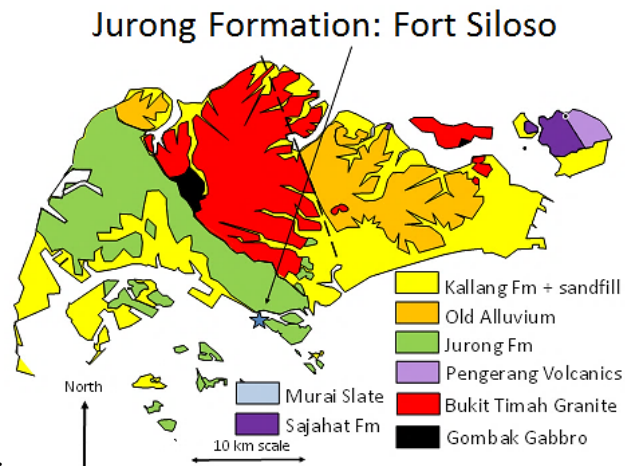 Jurong Formation: Fort Siloso
Kallang Fm + sandfill
Old Alluvium
Jurong Fm
Pengerang Volcanics
Bukit Timah Granite
Gombak Gabbro
North
Murai Slate
Sajahat Fm
10 km scale